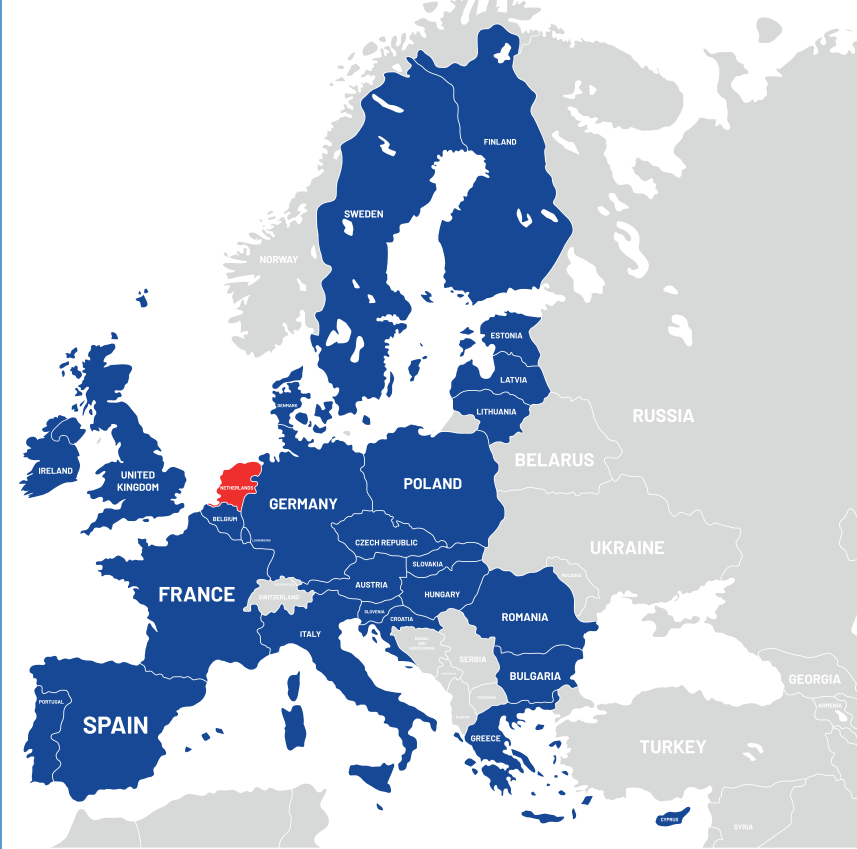 FINLAND
SWEDEN
NORWAY
ESTONIA
LATVIA
RUSSIA
DENMARK
LITHUANIA
BELARUS
IRELAND
UNITED
KINGDOM
NETHERLANDS
POLAND
GERMANY
BELGIUM
LUXEMBOURG
CZECH REPUBLIC
UKRAINE
SLOVAKIA
MOLDOVA
FRANCE
SWITZERLAND
AUSTRIA
HUNGARY
SLOVENIA
CROATIA
ROMANIA
ITALY
SERBIA
BULGARIA
GEORGIA
PORTUGAL
SPAIN
ARMENIA
GREECE
TURKEY
CYPRUS
SYRIA